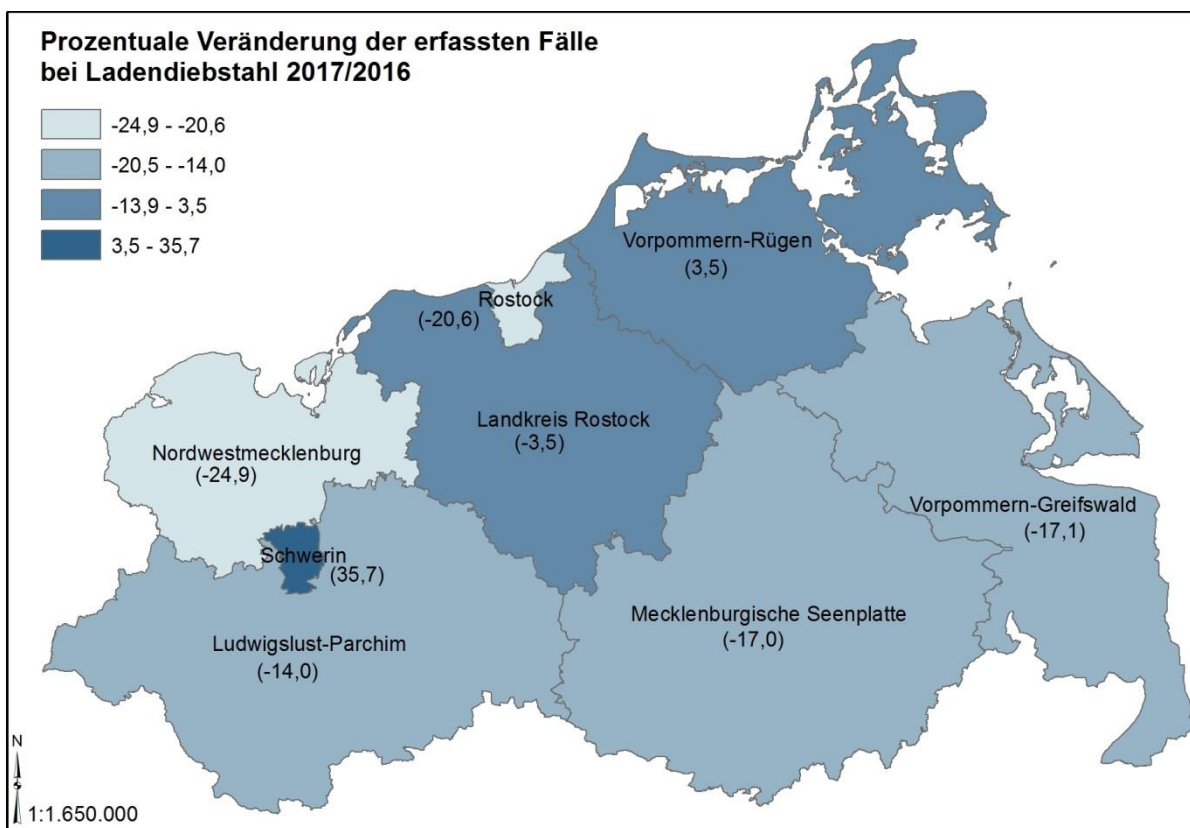 Prozentuale Veränderung der erfassten Fälle
bei Ladendiebstahl 2017/2016
-24,9 - -20,6
-20,5 - -14,0
-13,9 - 3,5
3,5 - 35,7
Vorpommern-Rügen
(3,5)
Rostock
(-20,6)
Landkreis Rostock
(-3,5)
Nordwestmecklenburg
(-24,9)
Vorpommern-Greifswald
(-17,1)
Schwerin
(35,7)
Mecklenburgische Seenplatte
(-17,0)
Ludwigslust-Parchim
(-14,0)
N
1:1.650.000